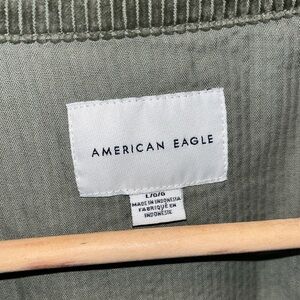 AMERICAN EAGLE
L/G/G
MADE IN INDONESIA
FABRIQUÉ EN
INDONÉSIE